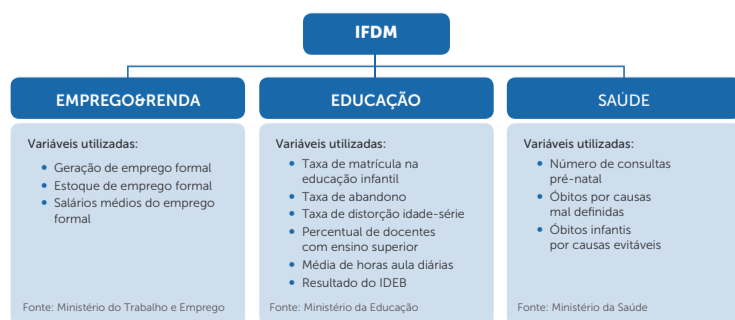 IFDM
EMPREGO&RENDA
Variáveis utilizadas:
• Geração de emprego formal
• Estoque de emprego formal
• Salários médios do emprego
formal
Fonte: Ministério do Trabalho e Emprego
EDUCAÇÃO
Variáveis utilizadas:
• Taxa de matrícula na
educação infantil
• Taxa de abandono
• Taxa de distorção idade-série
• Percentual de docentes
com ensino superior
• Média de horas aula diárias
• Resultado do IDEB
Fonte: Ministério da Educação
SAÚDE
Variáveis utilizadas:
• Número de consultas
pré-natal
• Óbitos por causas
mal definidas
• Óbitos infantis
por causas evitáveis
Fonte: Ministério da Saúde